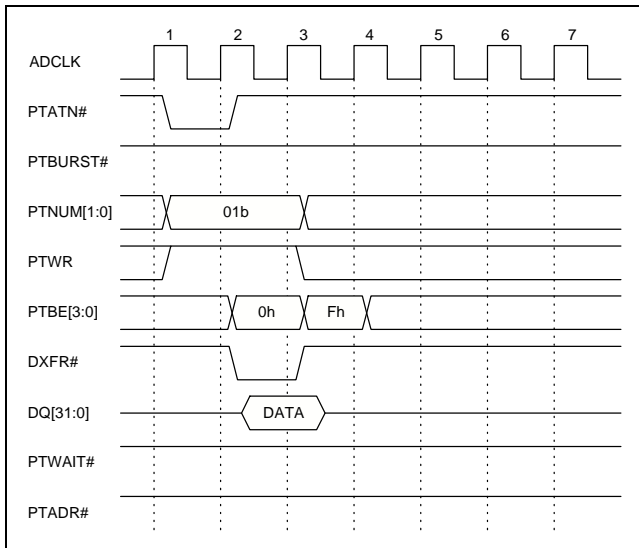 1 2 3 4 5 6 7
ADCLK
PTATN#
PTBURST#
PTNUM[1:0] 01b
PTWR
PTBE[3:0] 0h Fh
DXFR#
DQ[31:0] DATA
PTWAIT#
PTADR#